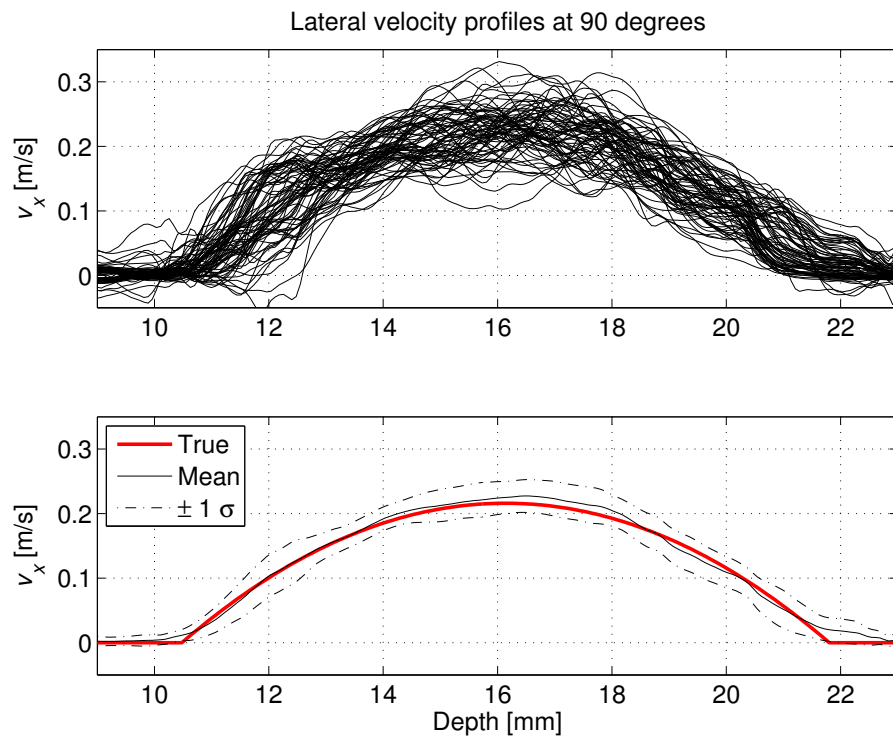 Lateral velocity profiles at 90 degrees
0.3
0.2
0.1
0
v_x [m/s]
10 12 14 16 18 20 22
0.3
0.2
0.1
0
v_x [m/s]
True
Mean
± 1 σ
10 12 14 16 18 20 22
Depth [mm]